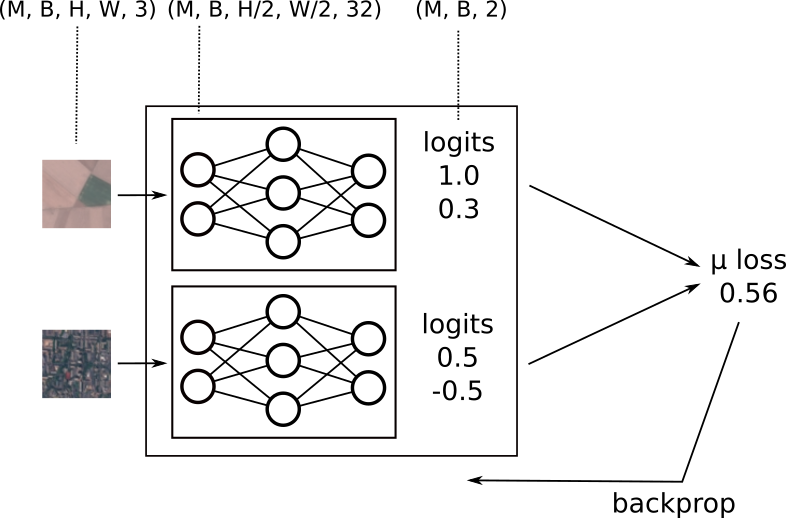 (M, B, H, W, 3) (M, B, H/2, W/2, 32) (M, B, 2)
logits
1.0
0.3
μ loss
0.56
logits
0.5
-0.5
backprop